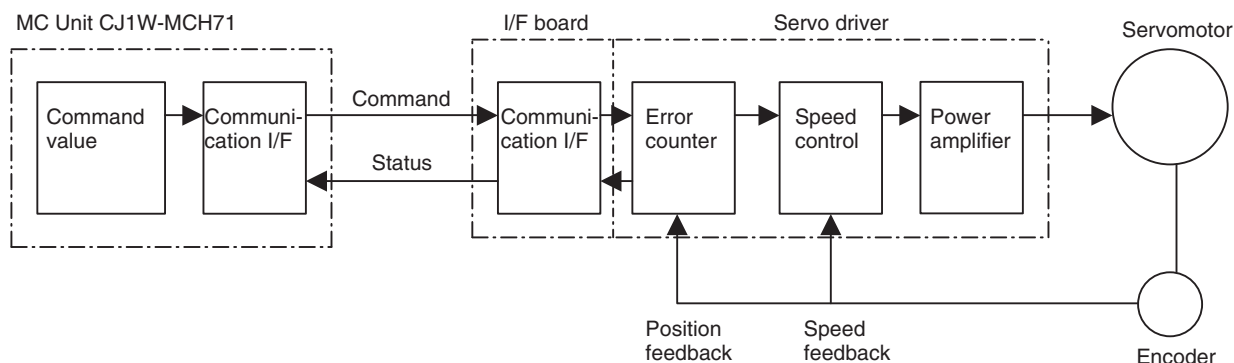 MC Unit CJ1W-MCH71
I/F board
Servo driver
Servomotor
Command
value
Communi-
cation I/F
Command
Status
Communi-
cation I/F
Error
counter
Speed
control
Power
amplifier
Position
feedback
Speed
feedback
Encoder